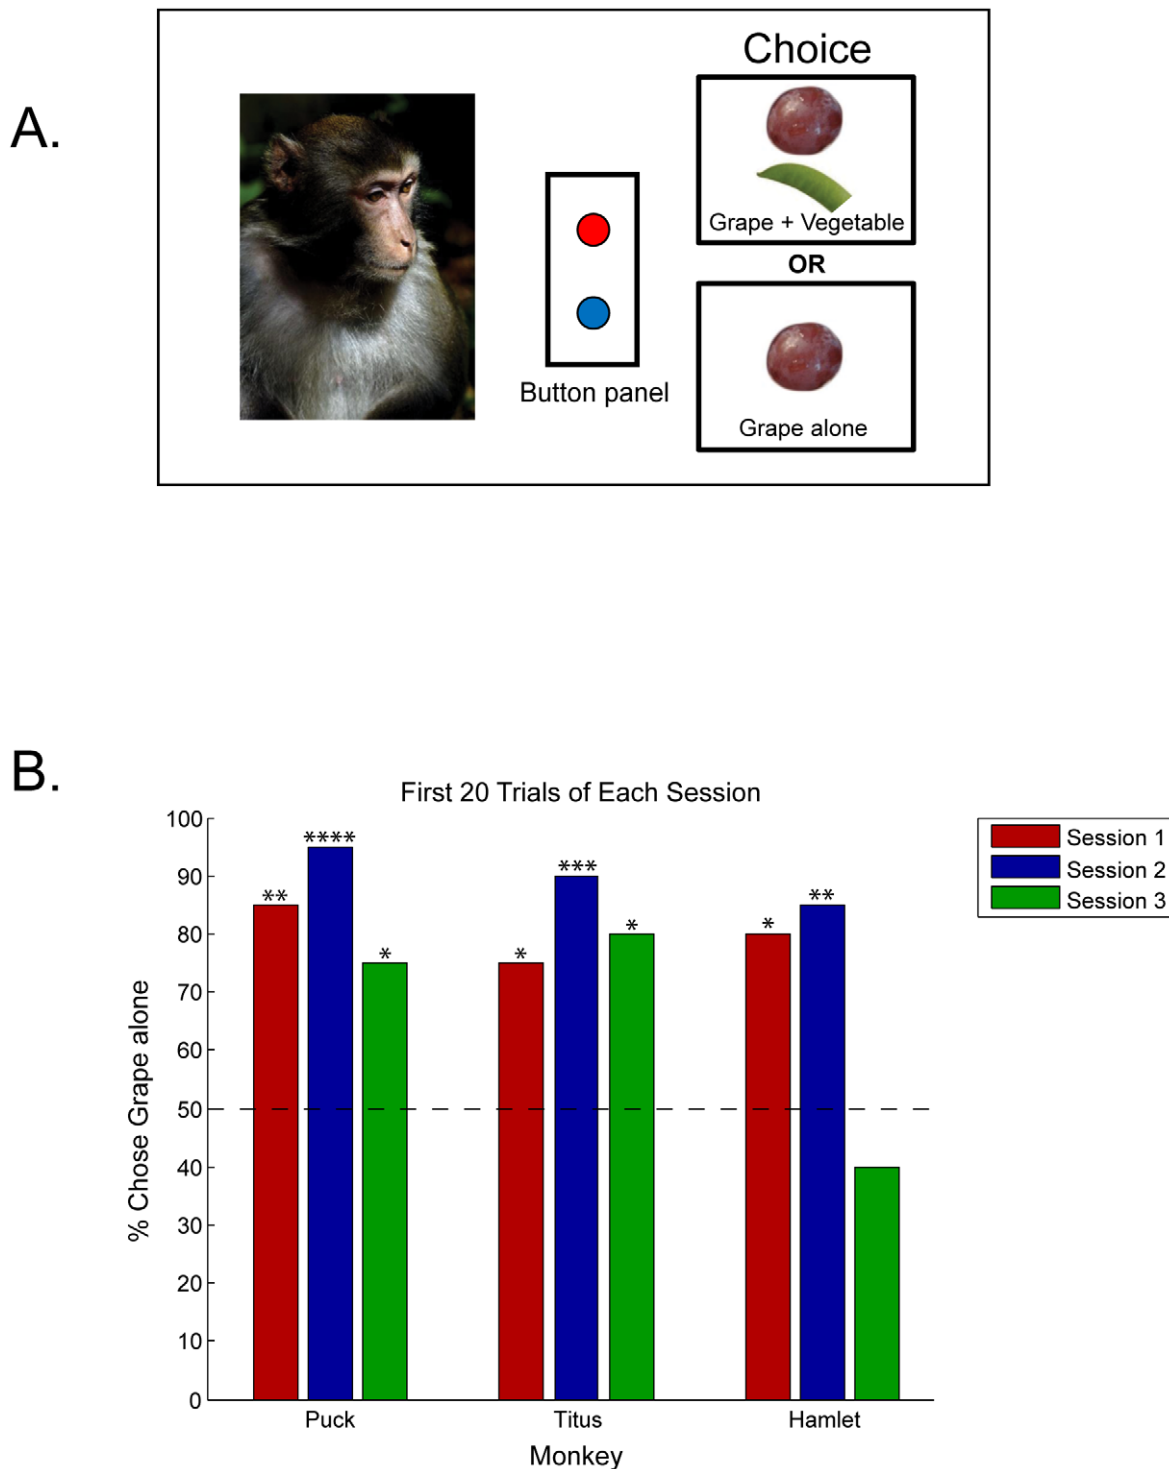 A.
Choice
Grape + Vegetable
OR
Button panel
Grape alone
B.
First 20 Trials of Each Session
100
90
80
70
60
50
40
30
20
10
0
% Chose Grape alone
**
****
*
*
***
*
*
**
Puck
Titus
Hamlet
Monkey
Session 1
Session 2
Session 3